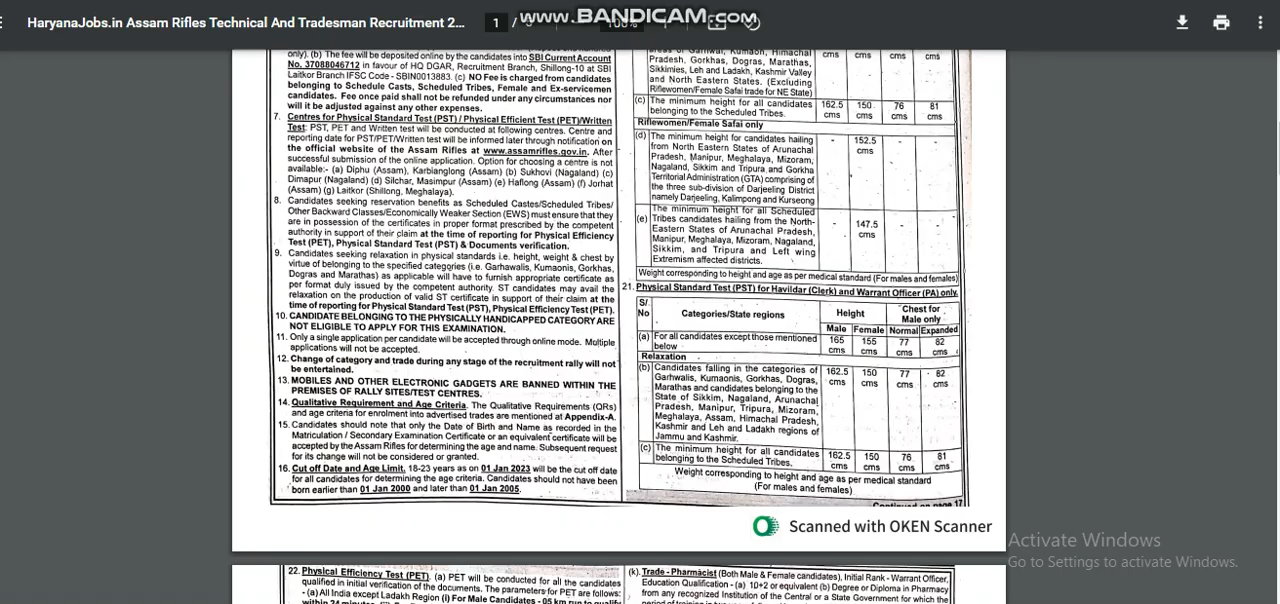 HaryanaJobs.in Assam Rifles Technical And Tradesman Recruitment 2...
1 /
100%
www.BANDICAM.com
only). (b) The fee will be deposited online by the candidates into SBI Current Account
No. 37088046712 in favour of HQ DGAR, Recruitment Branch, Shillong-10 at SBI
Laitkor Branch IFSC Code - SBIN0013883. (c) NO Fee is charged from candidates
belonging to Schedule Casts, Scheduled Tribes, Female and Ex-servicemen
candidates. Fee once paid shall not be refunded under any circumstances nor
will it be adjusted against any other expenses.
7. Centres for Physical Standard Test (PST) / Physical Efficient Test (PET)/Written
Test: PST, PET and Written test will be conducted at following centres. Centre and
reporting date for PST/PET/Written test will be informed later through notification on
the official website of the Assam Rifles at www.assamrifles.gov.in. After
successful submission of the online application. Option for choosing a centre is not
available:- (a) Diphu (Assam), Karbianglong (Assam) (b) Sukhovi (Nagaland) (c)
Dimapur (Nagaland) (d) Silchar, Masimpur (Assam) (e) Haflong (Assam) (f) Jorhat
(Assam) (g) Laitkor (Shillong, Meghalaya).
8. Candidates seeking reservation benefits as Scheduled Castes/Scheduled Tribes/
Other Backward Classes/Economically Weaker Section (EWS) must ensure that they
are in possession of the certificates in proper format prescribed by the competent
authority in support of their claim at the time of reporting for Physical Efficiency
Test (PET), Physical Standard Test (PST) & Documents verification.
9. Candidates seeking relaxation in physical standards i.e. height, weight & chest by
virtue of belonging to the specified categories (i.e. Garhawalis, Kumaonis, Gorkhas,
Dogras and Marathas) as applicable will have to furnish appropriate certificate as
per format duly issued by the competent authority. ST candidates may avail the
relaxation on the production of valid ST certificate in support of their claim at the
time of reporting for Physical Standard Test (PST), Physical Efficiency Test (PET).
10. CANDIDATE BELONGING TO THE PHYSICALLY HANDICAPPED CATEGORY ARE
NOT ELIGIBLE TO APPLY FOR THIS EXAMINATION.
11. Only a single application per candidate will be accepted through online mode. Multiple
applications will not be accepted.
12. Change of category and trade during any stage of the recruitment rally will not
be entertained.
13. MOBILES AND OTHER ELECTRONIC GADGETS ARE BANNED WITHIN THE
PREMISES OF RALLY SITES/TEST CENTRES.
14. Qualitative Requirement and Age Criteria. The Qualitative Requirements (QRs)
and age criteria for enrolment into advertised trades are mentioned at Appendix-A.
15. Candidates should note that only the Date of Birth and Name as recorded in the
Matriculation / Secondary Examination Certificate or an equivalent certificate will be
accepted by the Assam Rifles for determining the age and name. Subsequent request
for its change will not be considered or granted.
16. Cut off Date and Age Limit. 18-23 years as on 01 Jan 2023 will be the cut off date
for all candidates for determining the age criteria. Candidates should not have been
born earlier than 01 Jan 2000 and later than 01 Jan 2005.
areas of Garhwal, Kumaon, Himachal
Pradesh, Gorkhas, Dogras, Marathas,
Sikkimies, Leh and Ladakh, Kashmir Valley
and North Eastern States. (Excluding
Riflewomen/Female Safai trade for NE State)
cms cms cms cms
(c) The minimum height for all candidates
belonging to the Scheduled Tribes.
162.5 cms 150 cms 76 cms 81 cms
Riflewomen/Female Safai only
(d) The minimum height for candidates hailing
from North Eastern States of Arunachal
Pradesh, Manipur, Meghalaya, Mizoram,
Nagaland, Sikkim and Tripura and Gorkha
Territorial Administration (GTA) comprising of
the three sub-division of Darjeeling District
namely Darjeeling, Kalimpong and Kurseong
- 152.5 cms - -
(e) The minimum height for all Scheduled
Tribes candidates hailing from the North-
Eastern States of Arunachal Pradesh,
Manipur, Meghalaya, Mizoram, Nagaland,
Sikkim, and Tripura and Left wing
Extremism affected districts.
- 147.5 cms - -
Weight corresponding to height and age as per medical standard (For males and females)
21. Physical Standard Test (PST) for Havildar (Clerk) and Warrant Officer (PA) only.
S/ No Categories/State regions Height Chest for Male only
Male Female Normal Expanded
(a) For all candidates except those mentioned
below
165 cms 155 cms 77 cms 82 cms
Relaxation
(b) Candidates falling in the categories of
Garhwalis, Kumaonis, Gorkhas, Dogras,
Marathas and candidates belonging to the
State of Sikkim, Nagaland, Arunachal
Pradesh, Manipur, Tripura, Mizoram,
Meghalaya, Assam, Himachal Pradesh,
Kashmir and Leh and Ladakh regions of
Jammu and Kashmir.
162.5 cms 150 cms 77 cms 82 cms
(c) The minimum height for all candidates
belonging to the Scheduled Tribes.
162.5 cms 150 cms 76 cms 81 cms
Weight corresponding to height and age as per medical standard
(For males and females)
Continued on page 17
Scanned with OKEN Scanner
Activate Windows
Go to Settings to activate Windows.
22. Physical Efficiency Test (PET). (a) PET will be conducted for all the candidates
qualified in initial verification of the documents. The parameters for PET are follows:
- (a) All India except Ladakh Region (i) For Male Candidates - 05 km run to qualify
within 24 minutes.
(k). Trade - Pharmacist (Both Male & Female candidates), Initial Rank - Warrant Officer,
Education Qualification - (a) 10+2 or equivalent (b) Degree or Diploma in Pharmacy
from any recognized Institution of the Central or a State Government for which the